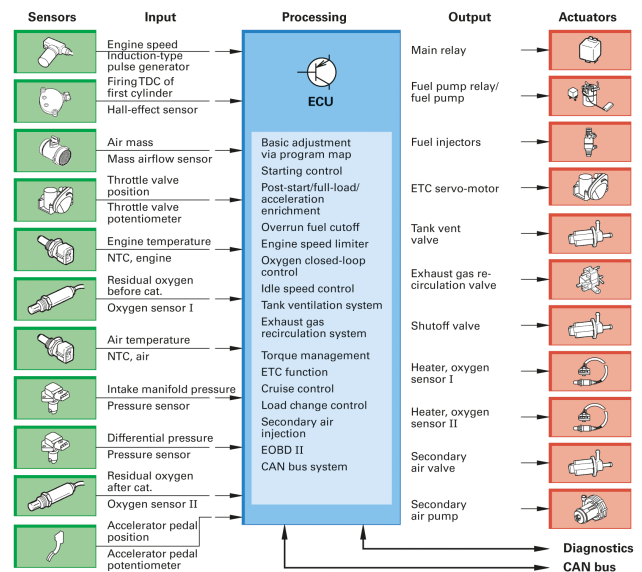 Sensors
Input
Processing
Output
Actuators
Engine speed
Induction-type
pulse generator
Firing TDC of
first cylinder
Hall-effect sensor
Air mass
Mass airflow sensor
Throttle valve
position
Throttle valve
potentiometer
Engine temperature
NTC, engine
Residual oxygen
before cat.
Oxygen sensor I
Air temperature
NTC, air
Intake manifold pressure
Pressure sensor
Differential pressure
Pressure sensor
Residual oxygen
after cat.
Oxygen sensor II
Accelerator pedal
position
Accelerator pedal
potentiometer
ECU
Basic adjustment
via program map
Starting control
Post-start/full-load/
acceleration
enrichment
Overrun fuel cutoff
Engine speed limiter
Oxygen closed-loop
control
Idle speed control
Tank ventilation system
Exhaust gas
recirculation system
Torque management
ETC function
Cruise control
Load change control
Secondary air
injection
EOBD II
CAN bus system
Main relay
Fuel pump relay/
fuel pump
Fuel injectors
ETC servo-motor
Tank vent
valve
Exhaust gas re-
circulation valve
Shutoff valve
Heater, oxygen
sensor I
Heater, oxygen
sensor II
Secondary
air valve
Secondary
air pump
Diagnostics
CAN bus